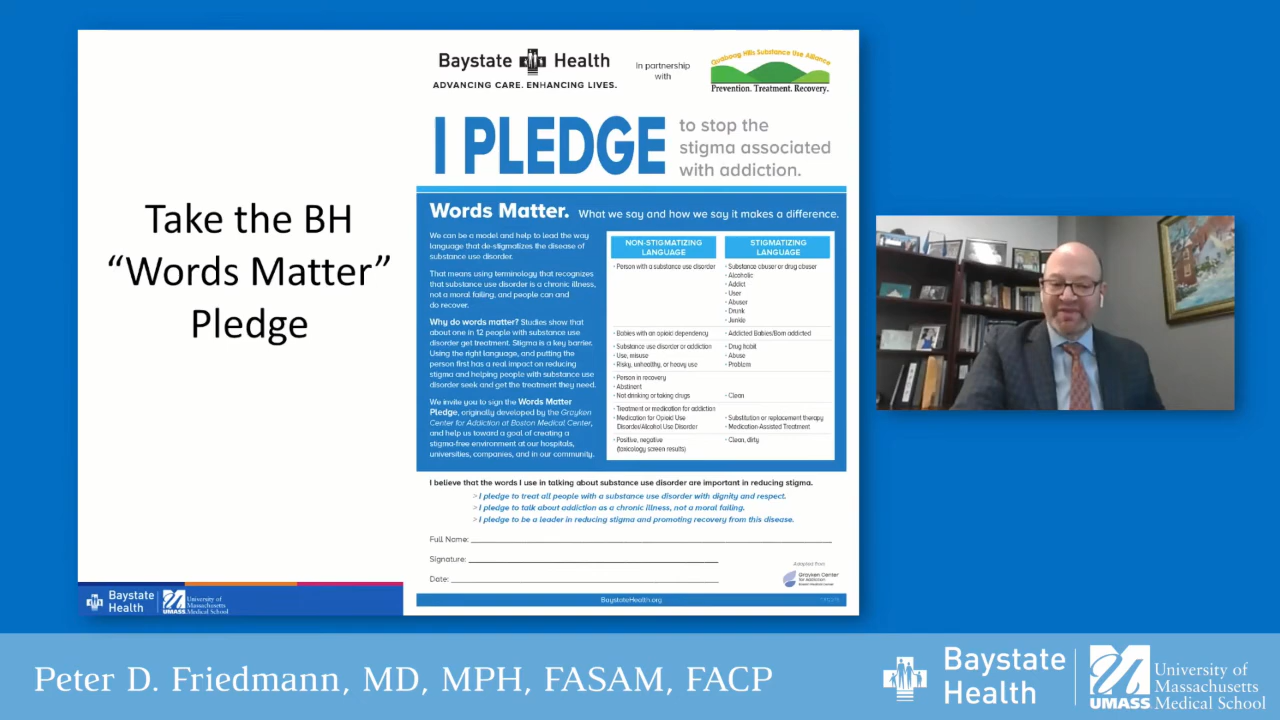 Take the BH
“Words Matter”
Pledge
Baystate Health
ADVANCING CARE. ENHANCING LIVES.
In partnership
with
Quaboag Hills Substance Use Alliance
Prevention. Treatment. Recovery.
I PLEDGE
to stop the
stigma associated
with addiction.
Words Matter. What we say and how we say it makes a difference.
We can be a model and help to lead the way
language that de-stigmatizes the disease of
substance use disorder.
That means using terminology that recognizes
that substance use disorder is a chronic illness,
not a moral failing, and people can and
do recover.
Why do words matter? Studies show that
about one in 12 people with substance use
disorder get treatment. Stigma is a key barrier.
Using the right language, and putting the
person first has a real impact on reducing
stigma and helping people with substance use
disorder seek and get the treatment they need.
We invite you to sign the Words Matter
Pledge, originally developed by the Grayken
Center for Addiction at Boston Medical Center,
and help us toward a goal of creating a
stigma-free environment at our hospitals,
universities, companies, and in our community.
NON-STIGMATIZING
LANGUAGE
STIGMATIZING
LANGUAGE
• Person with a substance use disorder
• Substance abuser or drug abuser
• Alcoholic
• Addict
• User
• Abuser
• Drunk
• Junkie
• Babies with an opioid dependency
• Addicted Babies/Born addicted
• Substance use disorder or addiction
• Use, misuse
• Risky, unhealthy, or heavy use
• Drug habit
• Abuse
• Problem
• Person in recovery
• Abstinent
• Not drinking or taking drugs
• Clean
• Treatment or medication for addiction
• Medication for Opioid Use
Disorder/Alcohol Use Disorder
• Substitution or replacement therapy
• Medication-Assisted Treatment
• Positive, negative
(toxicology screen results)
• Clean, dirty
I believe that the words I use in talking about substance use disorder are important in reducing stigma.
> I pledge to treat all people with a substance use disorder with dignity and respect.
> I pledge to talk about addiction as a chronic illness, not a moral failing.
> I pledge to be a leader in reducing stigma and promoting recovery from this disease.
Full Name:
Signature:
Date:
Adapted from
Grayken Center
for Addiction
Boston Medical Center
BaystateHealth.org
Baystate
Health
UMASS
University of
Massachusetts
Medical School
Peter D. Friedmann, MD, MPH, FASAM, FACP
Baystate
Health
UMASS
University of
Massachusetts
Medical School